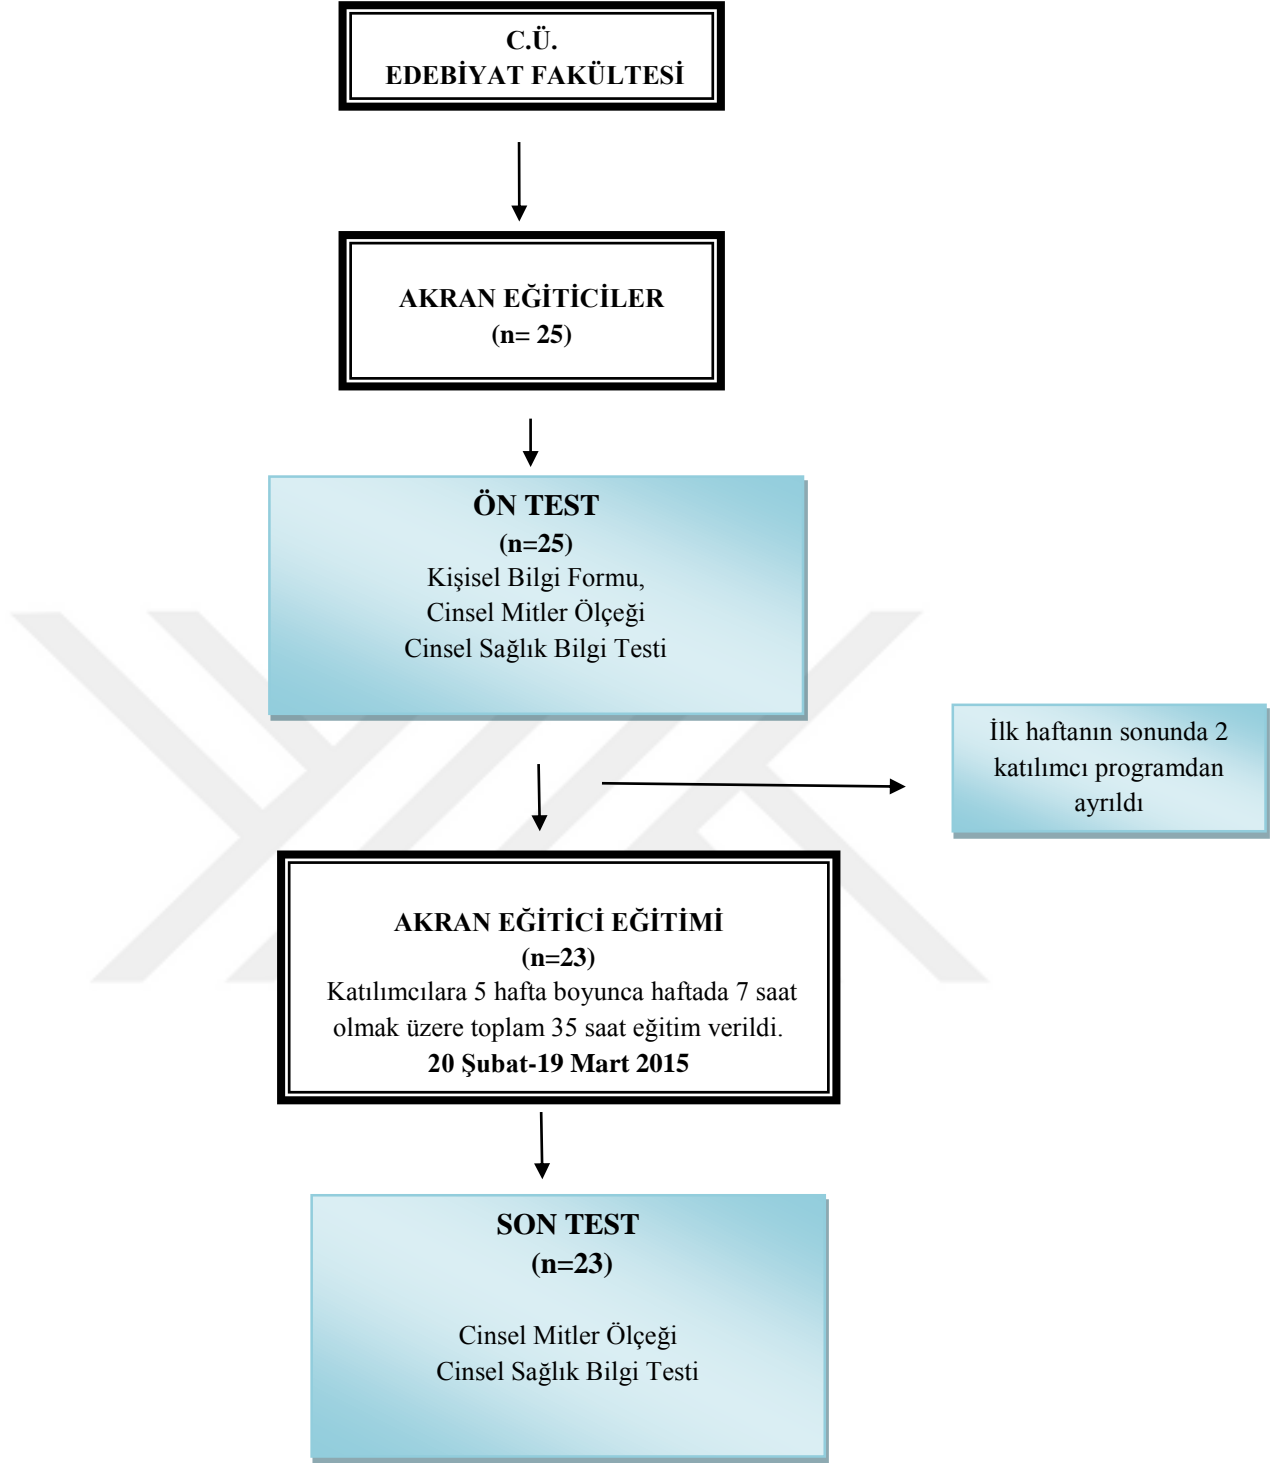 C.Ü.
EDEBİYAT FAKÜLTESİ
AKRAN EĞİTİCİLER
(n= 25)
ÖN TEST
(n=25)
Kişisel Bilgi Formu,
Cinsel Mitler Ölçeği
Cinsel Sağlık Bilgi Testi
İlk haftanın sonunda 2
katılımcı programdan
ayrıldı
AKRAN EĞİTİCİ EĞİTİMİ
(n=23)
Katılımcılara 5 hafta boyunca haftada 7 saat
olmak üzere toplam 35 saat eğitim verildi.
20 Şubat-19 Mart 2015
SON TEST
(n=23)
Cinsel Mitler Ölçeği
Cinsel Sağlık Bilgi Testi